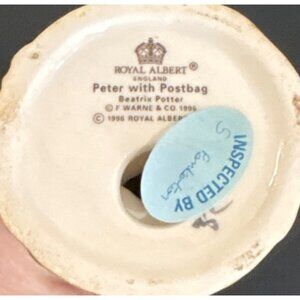 ROYAL ALBERT®
ENGLAND
Peter with Postbag
Beatrix Potter
© F WARNE & CO 1996
© 1996 ROYAL ALBERT
INSPECTED BY